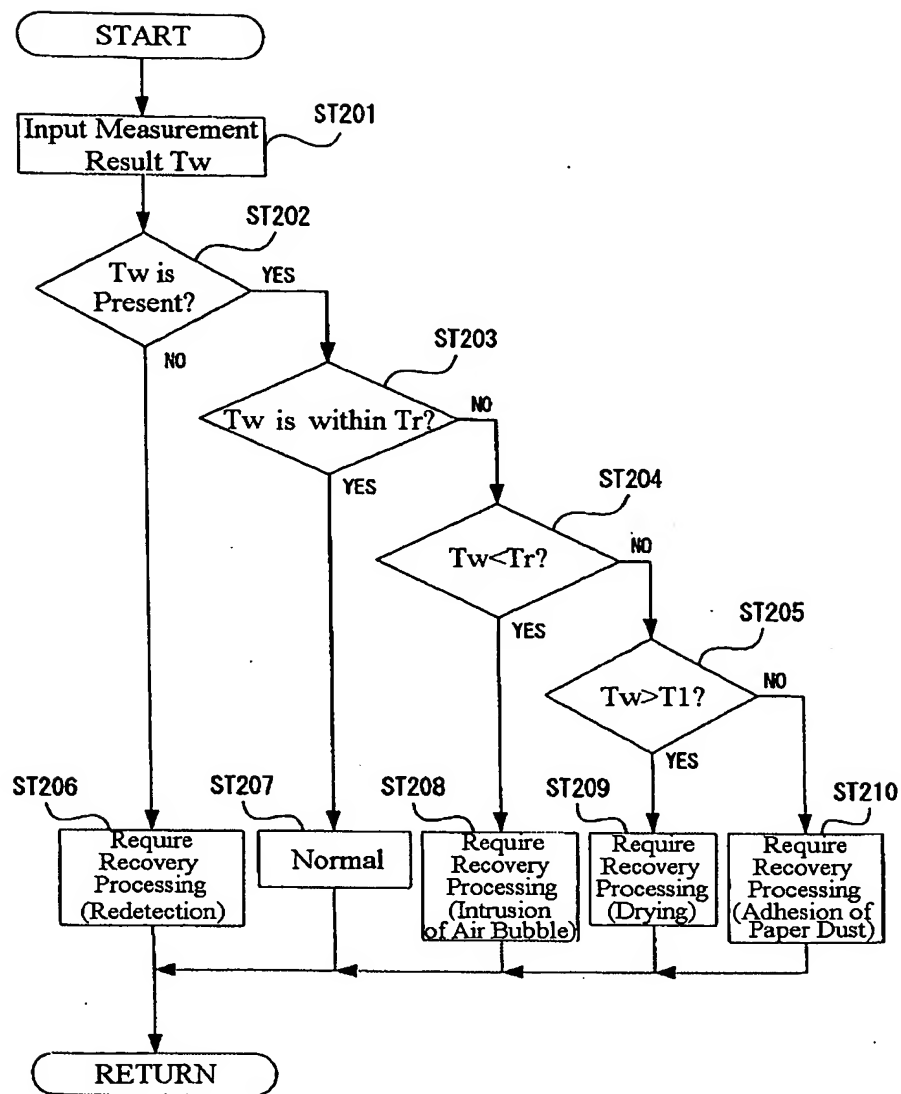 START
ST201
Input Measurement
Result Tw
ST202
Tw is
Present?
YES
NO
ST203
Tw is within Tr?
NO
YES
ST204
Tw<Tr?
NO
YES
ST205
Tw>T1?
NO
YES
ST206
Require
Recovery
Processing
(Redetection)
ST207
Normal
ST208
Require
Recovery
Processing
(Intrusion
of Air Bubble)
ST209
Require
Recovery
Processing
(Drying)
ST210
Require
Recovery
Processing
(Adhesion of
Paper Dust)
RETURN